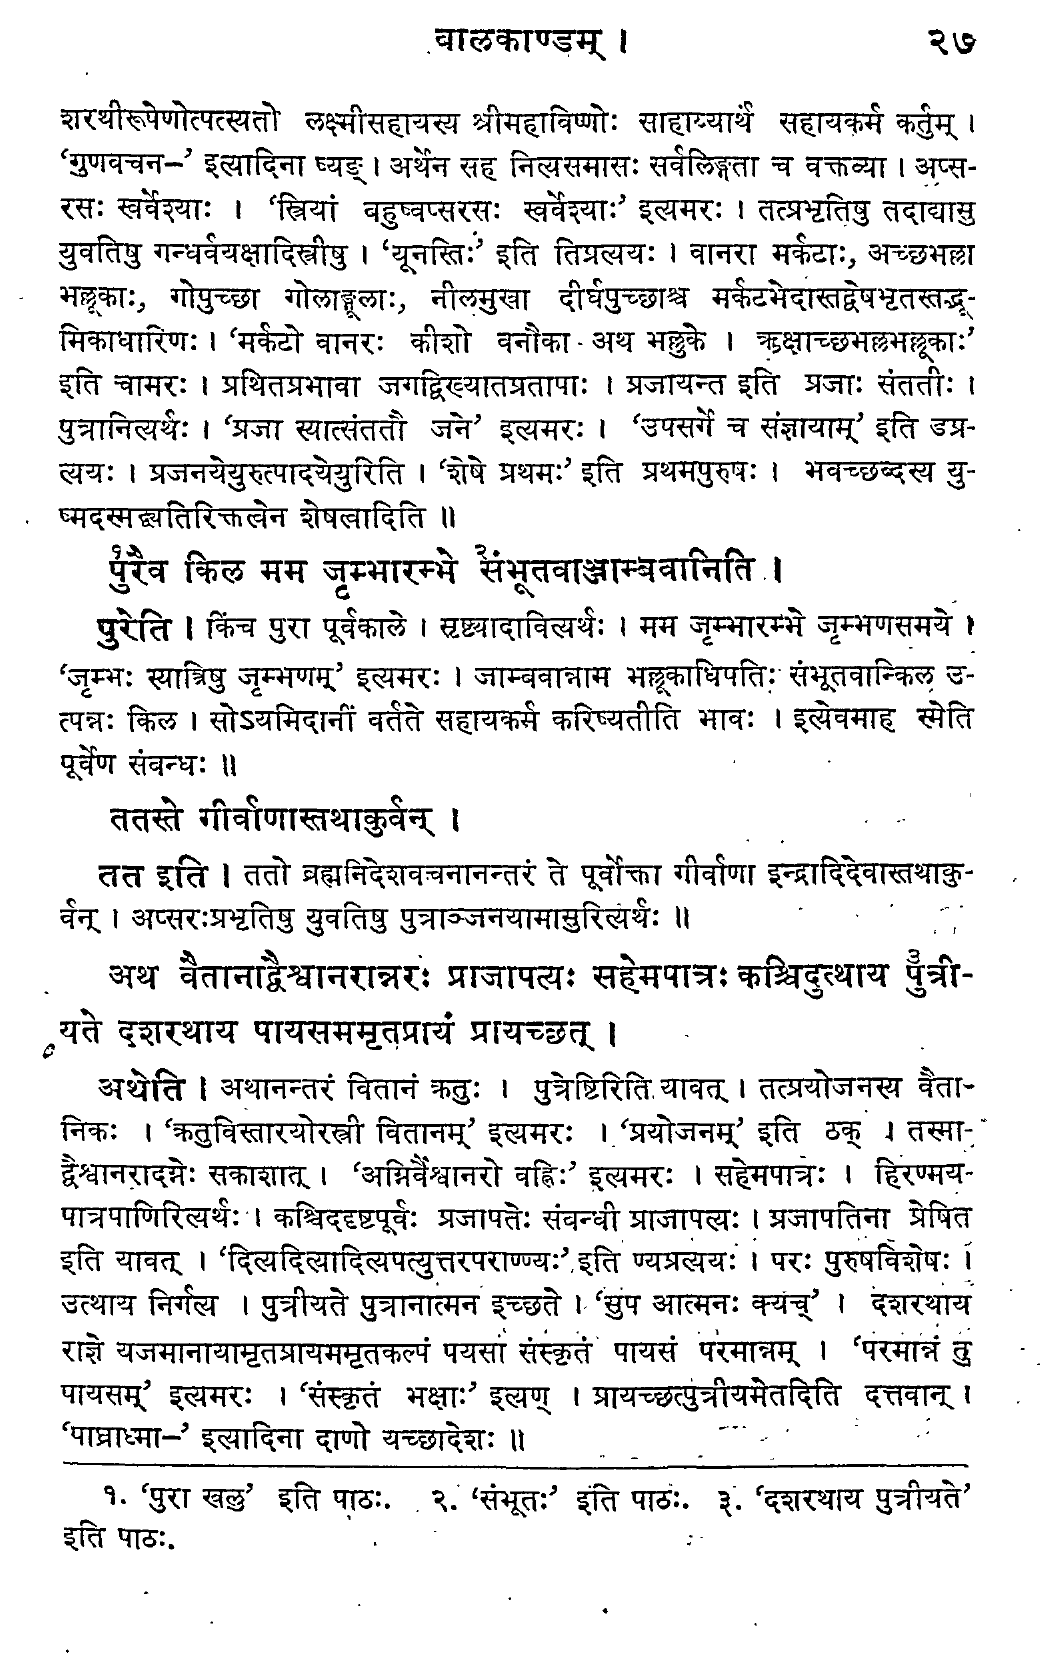 बालकाण्डम् । २७
शरथीरूपेणोत्पत्स्यतो लक्ष्मीसहायस्य श्रीमहाविष्णोः साहाय्यार्थं सहायकर्म कर्तुम् ।
‘गुणवचन–’ इत्यादिना ष्यङ् । अर्थेन सह नित्यसमासः सर्वलिङ्गता च वक्तव्या । अप्स-
रसः स्वर्वेश्याः । ‘स्त्रियां बहुष्वप्सरसः स्वर्वेश्याः’ इत्यमरः । तत्प्रभृतिषु तदाद्यासु
युवतिषु गन्धर्वयक्षादिस्त्रीषु । ‘यूनस्तिः’ इति तिप्रत्ययः । वानरा मर्कटाः, अच्छभल्ला
भल्लूकाः, गोपुच्छा गोलाङ्गूलाः, नीलमुखा दीर्घपुच्छाश्च मर्कटभेदास्तद्वेषभृतस्तद्भू-
मिकाधारिणः । ‘मर्कटो वानरः कीशो वनौका अथ भल्लुके । ऋक्षाच्छभल्लभल्लूकाः’
इति चामरः । प्रथितप्रभावा जगद्विख्यातप्रतापाः । प्रजायन्त इति प्रजाः संततीः ।
पुत्रानित्यर्थः । ‘प्रजा स्यात्संततौ जने’ इत्यमरः । ‘उपसर्गे च संज्ञायाम्’ इति डप्र-
त्ययः । प्रजनयेयुरुत्पादयेयुरिति । ‘शेषे प्रथमः’ इति प्रथमपुरुषः । भवच्छब्दस्य यु-
ष्मदस्मद्व्यतिरिक्तत्वेन शेषत्वादिति ॥
१पुरैव किल मम जृम्भारम्भे २संभूतवाञ्जाम्बवानिति ।
पुरेति । किंच पुरा पूर्वकाले । सृष्ट्यादावित्यर्थः । मम जृम्भारम्भे जृम्भणसमये ।
‘जृम्भः स्यात्त्रिषु जृम्भणम्’ इत्यमरः । जाम्बवान्नाम भल्लूकाधिपतिः संभूतवान्किल उ-
त्पन्नः किल । सोऽयमिदानीं वर्तते सहायकर्म करिष्यतीति भावः । इत्येवमाह स्मेति
पूर्वेण संबन्धः ॥
ततस्ते गीर्वाणास्तथाकुर्वन् ।
तत इति । ततो ब्रह्मनिदेशवचनानन्तरं ते पूर्वोक्ता गीर्वाणा इन्द्रादिदेवास्तथाकु-
र्वन् । अप्सरःप्रभृतिषु युवतिषु पुत्राञ्जनयामासुरित्यर्थः ॥
अथ वैतानाद्वैश्वानरान्नरः प्राजापत्यः सहेमपात्रः कश्चिदुत्थाय ३पुत्री-
यते दशरथाय पायसममृतप्रायं प्रायच्छत् ।
अथेति । अथानन्तरं वितानं क्रतुः । पुत्रेष्टिरिति यावत् । तत्प्रयोजनस्य वैता-
निकः । ‘क्रतुविस्तारयोरस्त्री वितानम्’ इत्यमरः । ‘प्रयोजनम्’ इति ठक् । तस्मा-
द्वैश्वानरादग्नेः सकाशात् । ‘अग्निर्वैश्वानरो वह्निः’ इत्यमरः । सहेमपात्रः । हिरण्मय-
पात्रपाणिरित्यर्थः । कश्चिददृष्टपूर्वः प्रजापतेः संबन्धी प्राजापत्यः । प्रजापतिना प्रेषित
इति यावत् । ‘दित्यदित्यादित्यपत्युत्तरपदाण्ण्यः’ इति ण्यप्रत्ययः । परः पुरुषविशेषः ।
उत्थाय निर्गत्य । पुत्रीयते पुत्रानात्मन इच्छते । ‘सुप आत्मनः क्यच्’ । दशरथाय
राज्ञे यजमानायामृतप्रायममृतकल्पं पयसा संस्कृतं पायसं परमान्नम् । ‘परमान्नं तु
पायसम्’ इत्यमरः । ‘संस्कृतं भक्षाः’ इत्यण् । प्रायच्छत्पुत्रीयमेतदिति दत्तवान् ।
‘पाघ्राध्मा–’ इत्यादिना दाणो यच्छादेशः ॥
१. ‘पुरा खलु’ इति पाठः. २. ‘संभूतः’ इति पाठः. ३. ‘दशरथाय पुत्रीयते’
इति पाठः.